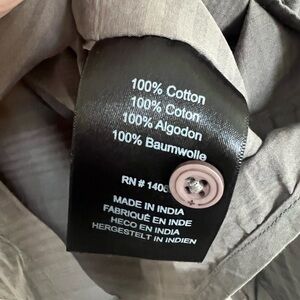 100% Cotton
100% Coton
100% Algodon
100% Baumwolle
RN # 1406
MADE IN INDIA
FABRIQUÉ EN INDE
HECO EN INDIA
HERGESTELT IN INDIEN